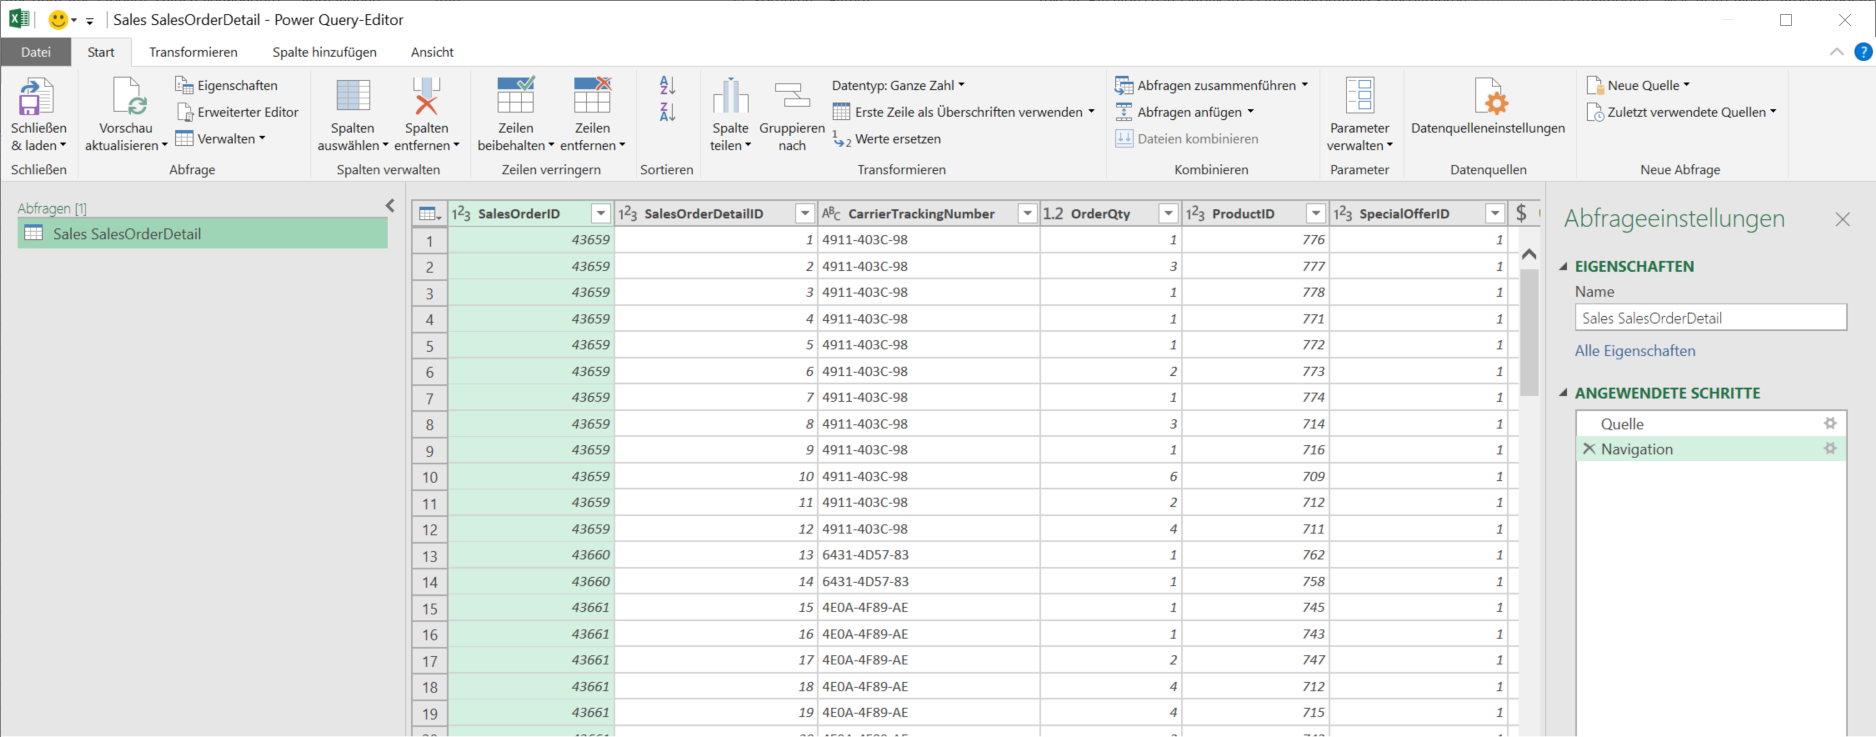 Sales SalesOrderDetail - Power Query-Editor
Datei Start Transformieren Spalte hinzufügen Ansicht
?
Schließen & laden
Schließen
Vorschau aktualisieren
Eigenschaften
Erweiterter Editor
Verwalten
Abfrage
Spalten auswählen
Spalten entfernen
Spalten verwalten
Zeilen beibehalten
Zeilen entfernen
Zeilen verringern
A Z
Z A
Sortieren
Spalte teilen
Gruppieren nach
Datentyp: Ganze Zahl
Erste Zeile als Überschriften verwenden
1 2 Werte ersetzen
Transformieren
Abfragen zusammenführen
Abfragen anfügen
Dateien kombinieren
Kombinieren
Parameter verwalten
Parameter
Datenquelleneinstellungen
Datenquellen
Neue Quelle
Zuletzt verwendete Quellen
Neue Abfrage
Abfragen [1]
Sales SalesOrderDetail
123 SalesOrderID 123 SalesOrderDetailID ABC CarrierTrackingNumber 1.2 OrderQty 123 ProductID 123 SpecialOfferID $
1 43659 1 4911-403C-98 1 776 1
2 43659 2 4911-403C-98 3 777 1
3 43659 3 4911-403C-98 1 778 1
4 43659 4 4911-403C-98 1 771 1
5 43659 5 4911-403C-98 1 772 1
6 43659 6 4911-403C-98 2 773 1
7 43659 7 4911-403C-98 1 774 1
8 43659 8 4911-403C-98 3 714 1
9 43659 9 4911-403C-98 1 716 1
10 43659 10 4911-403C-98 6 709 1
11 43659 11 4911-403C-98 2 712 1
12 43659 12 4911-403C-98 4 711 1
13 43660 13 6431-4D57-83 1 762 1
14 43660 14 6431-4D57-83 1 758 1
15 43661 15 4E0A-4F89-AE 1 745 1
16 43661 16 4E0A-4F89-AE 1 743 1
17 43661 17 4E0A-4F89-AE 2 747 1
18 43661 18 4E0A-4F89-AE 4 712 1
19 43661 19 4E0A-4F89-AE 4 715 1
Abfrageeinstellungen
EIGENSCHAFTEN
Name
Sales SalesOrderDetail
Alle Eigenschaften
ANGEWENDETE SCHRITTE
Quelle
Navigation